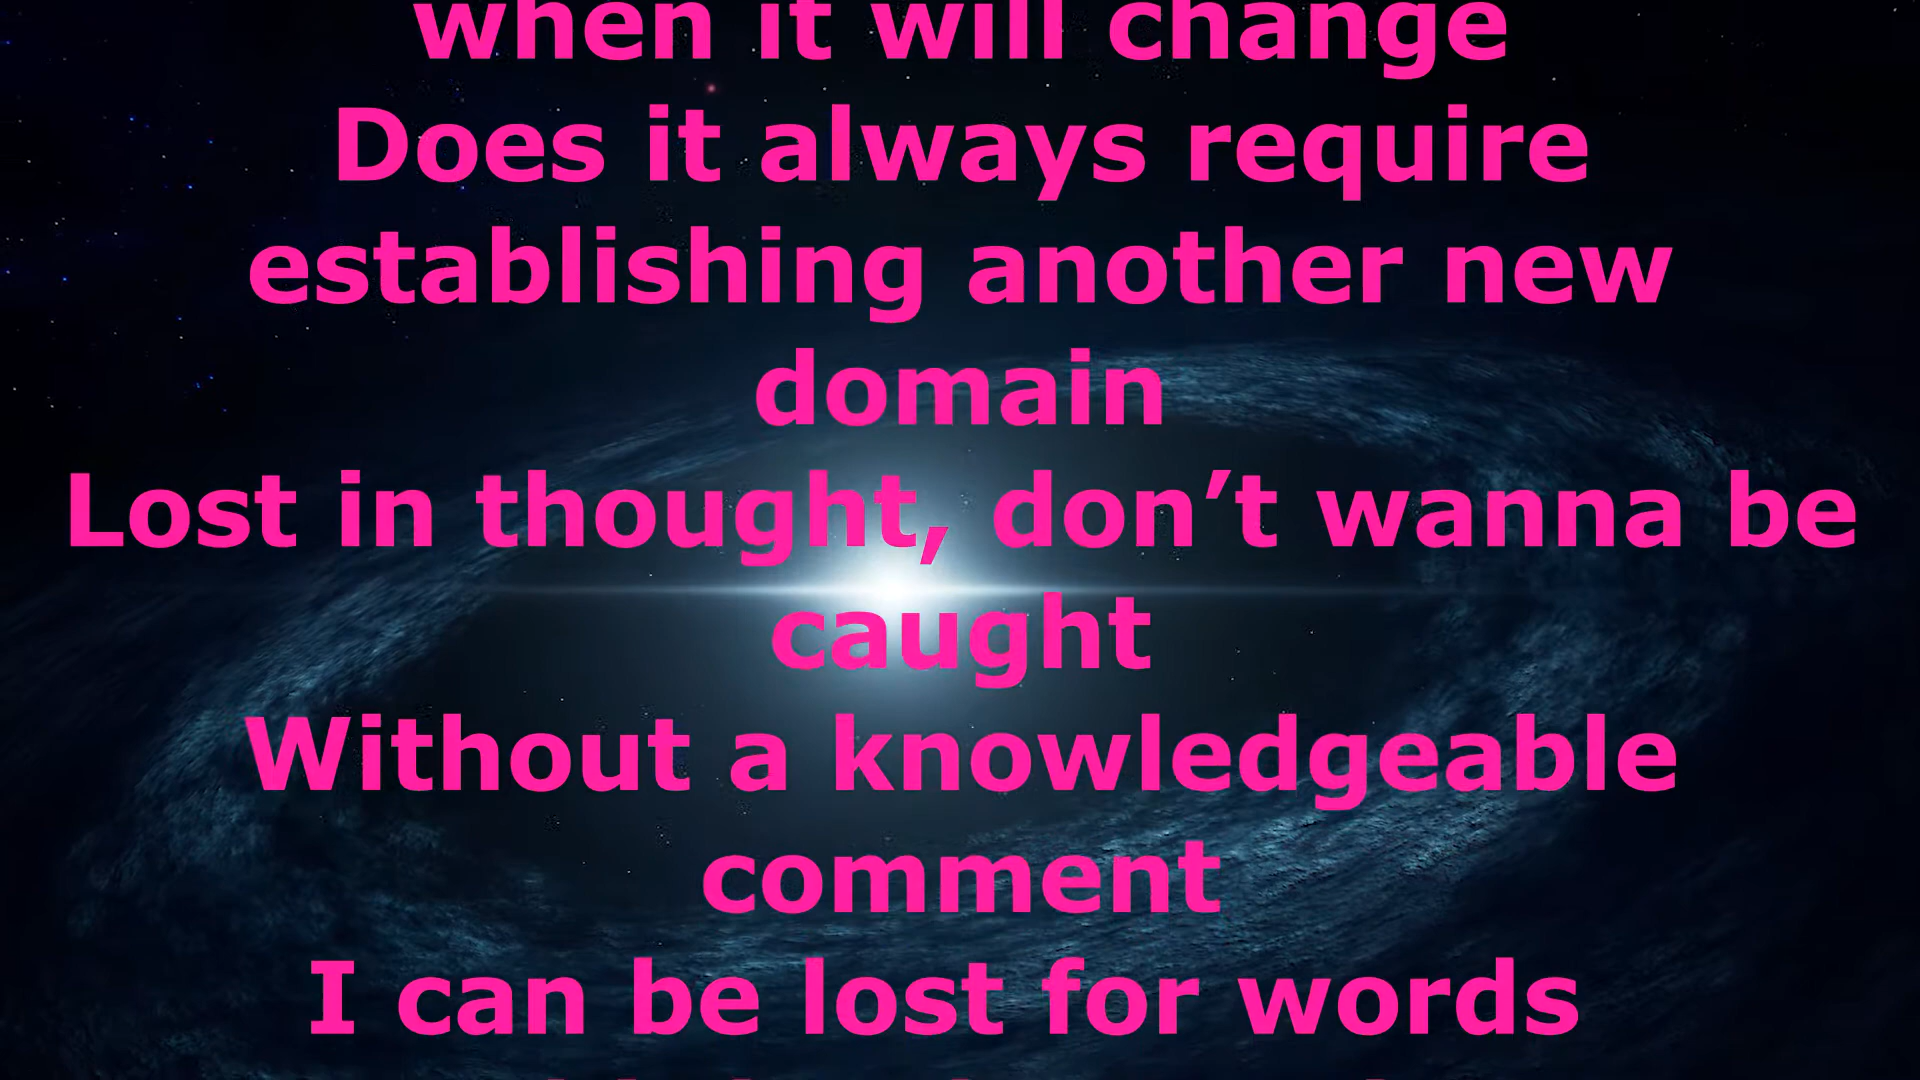 when it will change
Does it always require
establishing another new
domain
Lost in thought, don’t wanna be
caught
Without a knowledgeable
comment
I can be lost for words